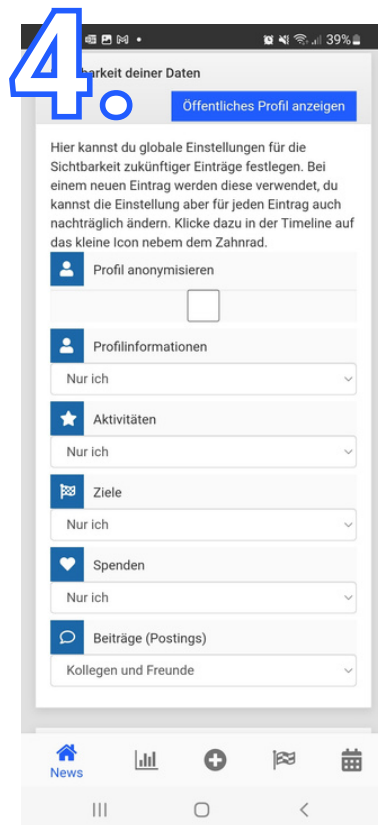 4.
39%
barkeit deiner Daten
Öffentliches Profil anzeigen
Hier kannst du globale Einstellungen für die
Sichtbarkeit zukünftiger Einträge festlegen. Bei
einem neuen Eintrag werden diese verwendet, du
kannst die Einstellung aber für jeden Eintrag auch
nachträglich ändern. Klicke dazu in der Timeline auf
das kleine Icon nebem dem Zahnrad.
Profil anonymisieren
Profilinformationen
Nur ich
Aktivitäten
Nur ich
Ziele
Nur ich
Spenden
Nur ich
Beiträge (Postings)
Kollegen und Freunde
News